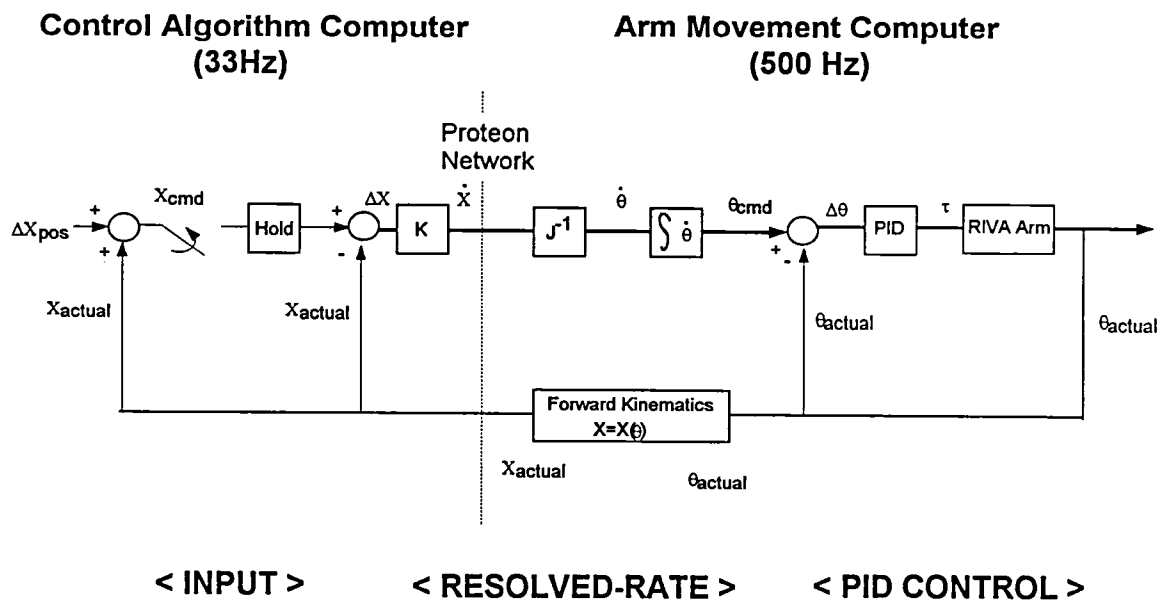 Control Algorithm Computer
(33Hz)
Arm Movement Computer
(500 Hz)
Proteon
Network
ΔXpos
+
+
Xcmd
Hold
+
-
ΔX
K
Ẋ
J⁻¹
θ̇
∫ θ̇
θcmd
+
-
Δθ
PID
τ
RIVA Arm
Xactual
Xactual
θactual
θactual
Forward Kinematics
X=X(θ)
Xactual
θactual
< INPUT >
< RESOLVED-RATE >
< PID CONTROL >